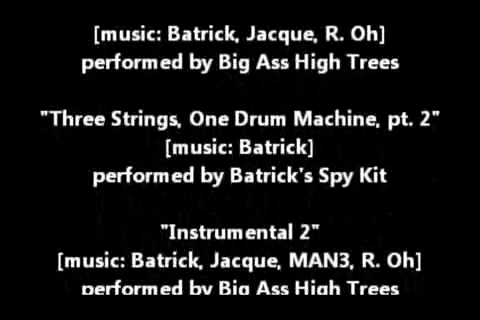 [music: Batrick, Jacque, R. Oh]
performed by Big Ass High Trees
"Three Strings, One Drum Machine, pt. 2"
[music: Batrick]
performed by Batrick's Spy Kit
"Instrumental 2"
[music: Batrick, Jacque, MAN3, R. Oh]
performed by Big Ass High Trees